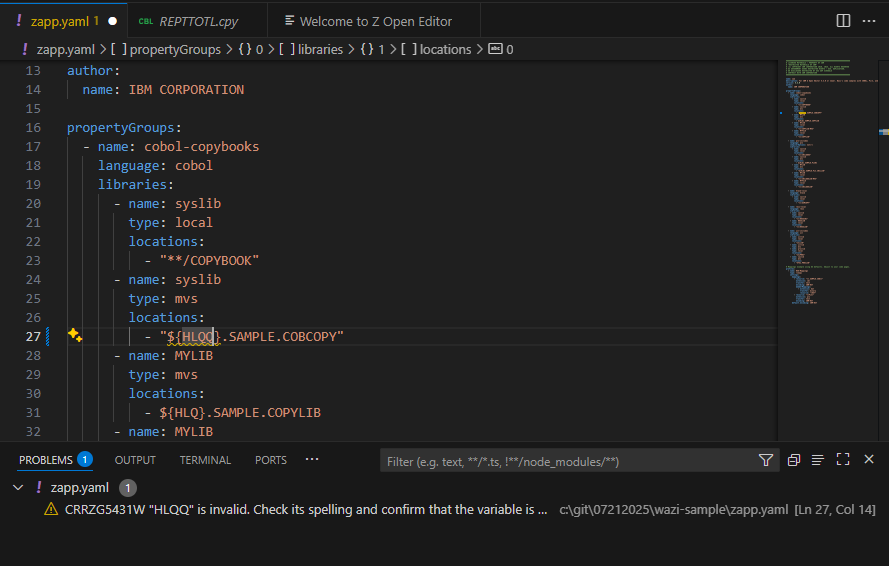 ! zapp.yaml 1 ● CBL REPTTOTL.cpy Welcome to Z Open Editor ···
! zapp.yaml > [ ] propertyGroups > { } 0 > [ ] libraries > { } 1 > [ ] locations > abc 0
13 author:
14 name: IBM CORPORATION
15
16 propertyGroups:
17 - name: cobol-copybooks
18 language: cobol
19 libraries:
20 - name: syslib
21 type: local
22 locations:
23 - "**/COPYBOOK"
24 - name: syslib
25 type: mvs
26 locations:
27 - "${HLQQ}.SAMPLE.COBCOPY"
28 - name: MYLIB
29 type: mvs
30 locations:
31 - ${HLQ}.SAMPLE.COPYLIB
32 - name: MYLIB
PROBLEMS 1 OUTPUT TERMINAL PORTS ··· Filter (e.g. text, **/*.ts, !**/node_modules/**)
! zapp.yaml 1
CRRZG5431W "HLQQ" is invalid. Check its spelling and confirm that the variable is ... c:\git\07212025\wazi-sample\zapp.yaml [Ln 27, Col 14]